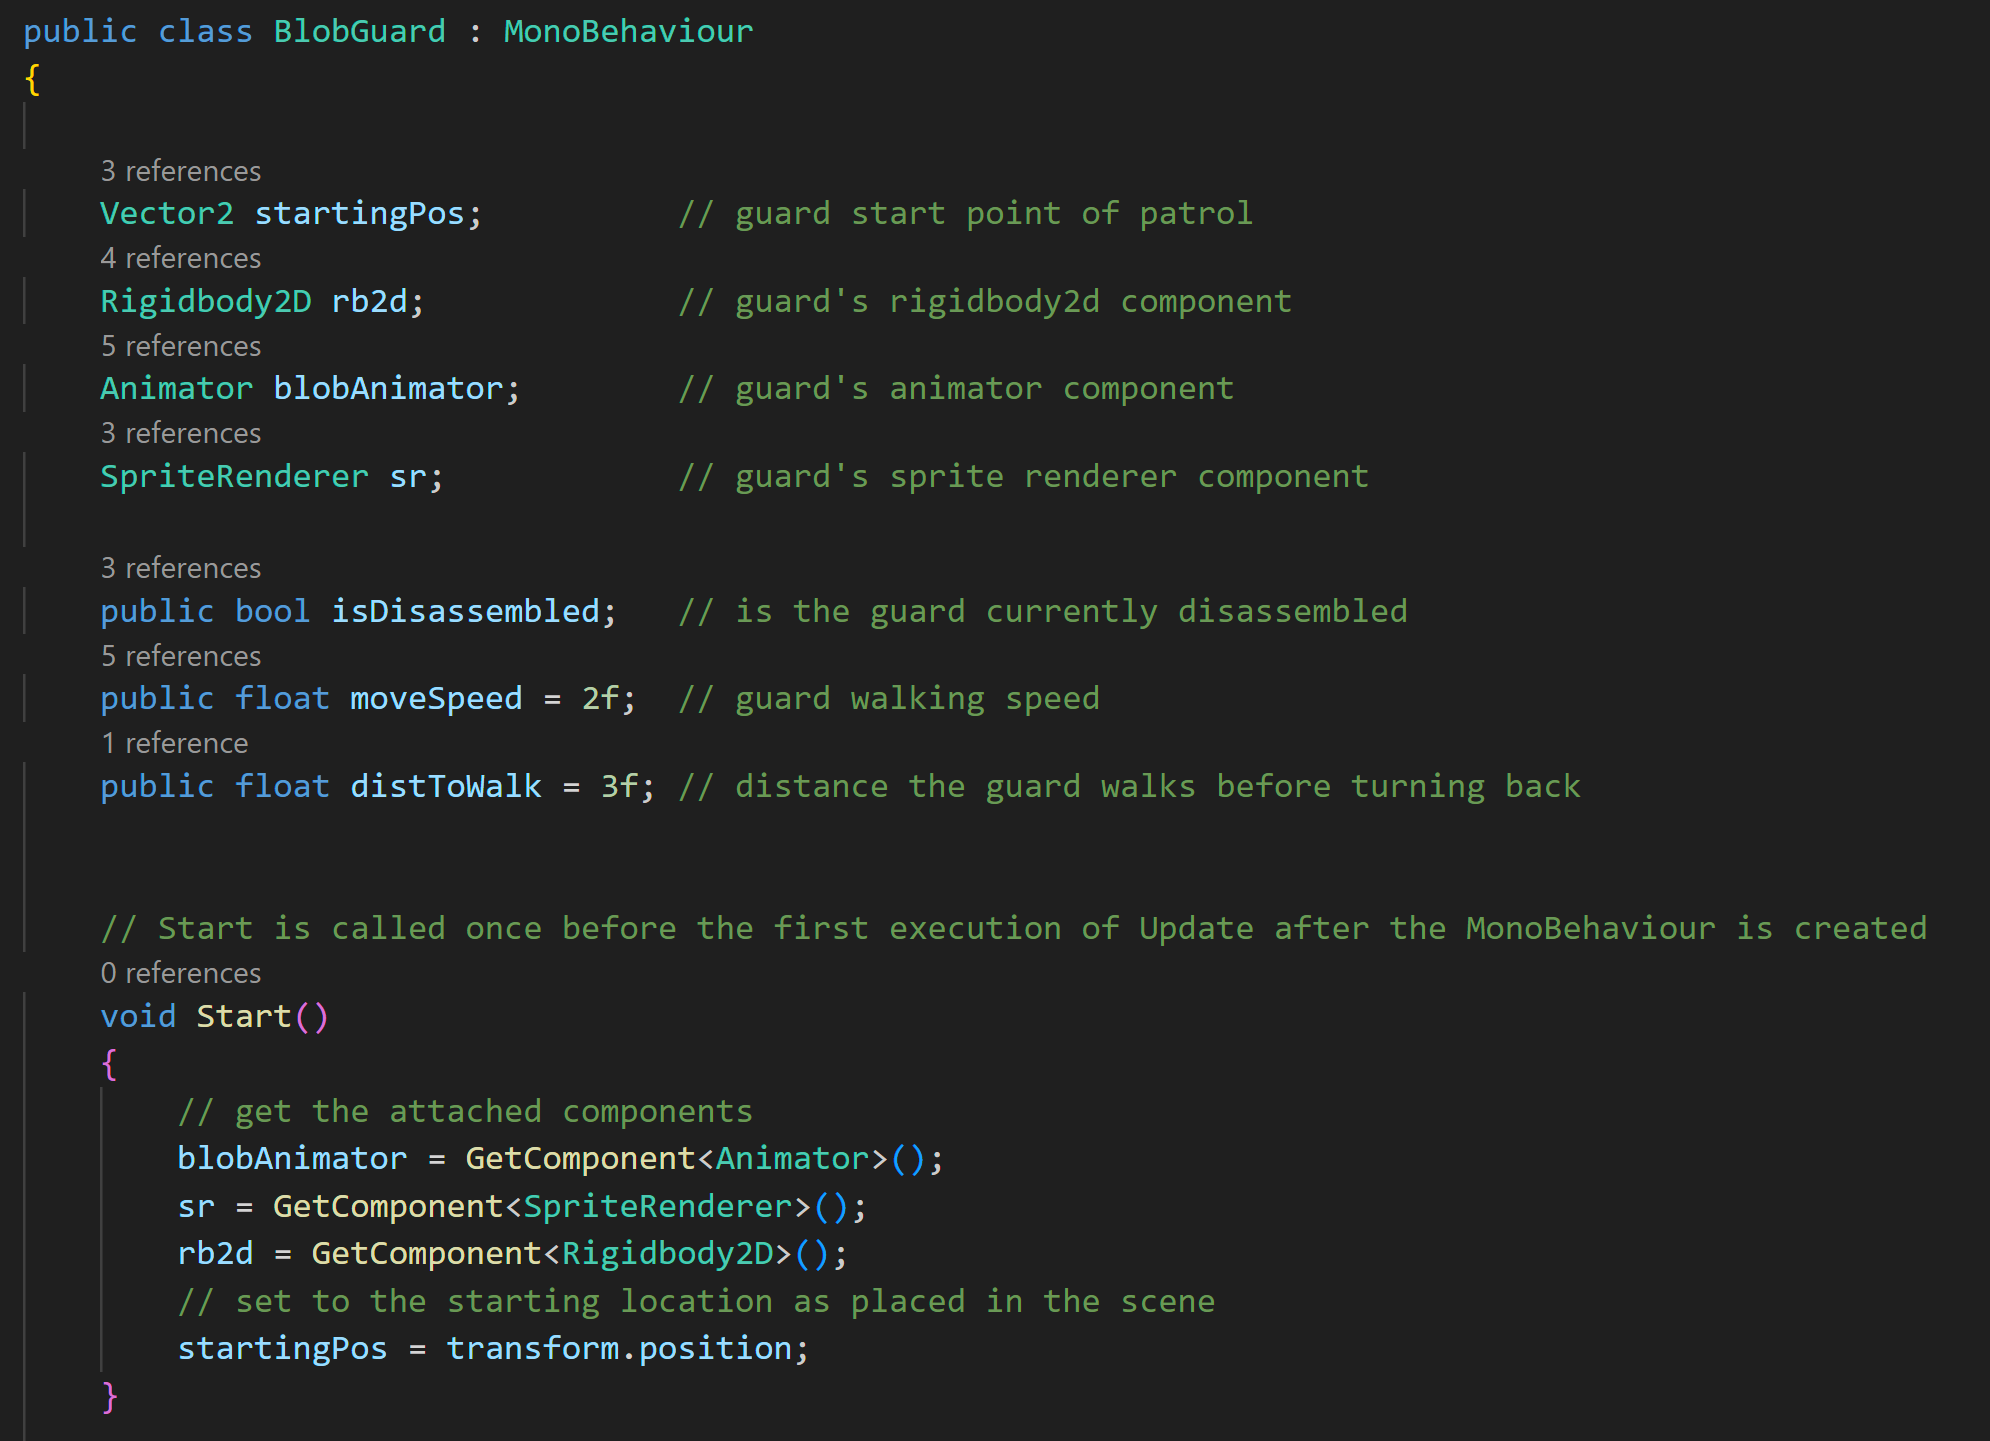 public class BlobGuard : MonoBehaviour
{
3 references
Vector2 startingPos;          // guard start point of patrol
4 references
Rigidbody2D rb2d;             // guard's rigidbody2d component
5 references
Animator blobAnimator;        // guard's animator component
3 references
SpriteRenderer sr;            // guard's sprite renderer component
3 references
public bool isDisassembled;   // is the guard currently disassembled
5 references
public float moveSpeed = 2f;  // guard walking speed
1 reference
public float distToWalk = 3f; // distance the guard walks before turning back
// Start is called once before the first execution of Update after the MonoBehaviour is created
0 references
void Start()
{
// get the attached components
blobAnimator = GetComponent<Animator>();
sr = GetComponent<SpriteRenderer>();
rb2d = GetComponent<Rigidbody2D>();
// set to the starting location as placed in the scene
startingPos = transform.position;
}